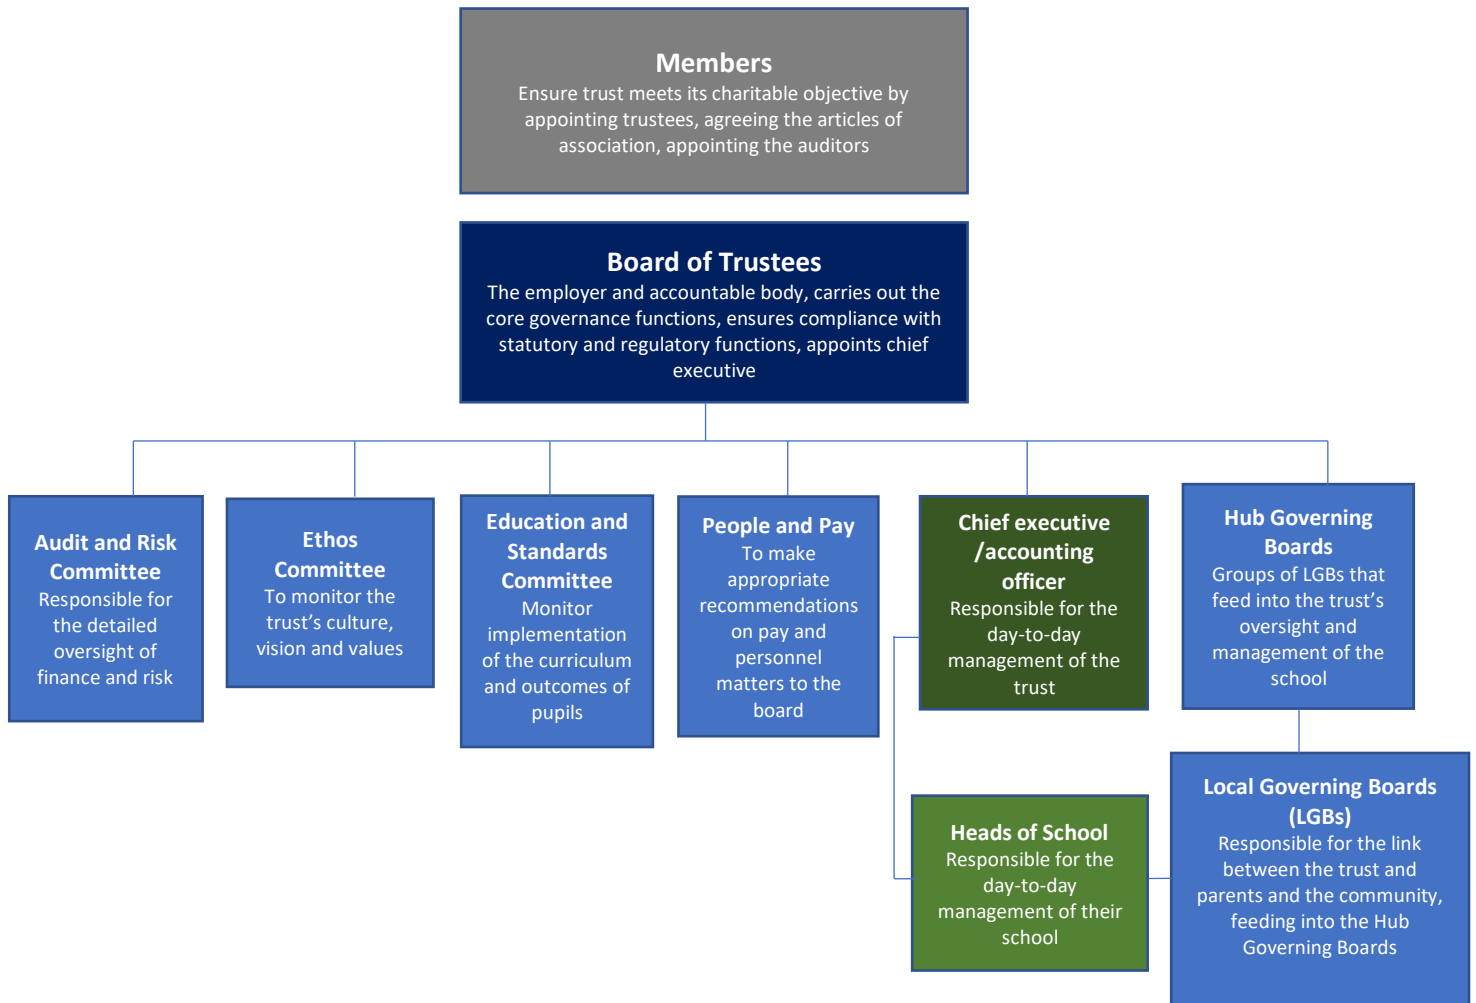 Members
Ensure trust meets its charitable objective by
appointing trustees, agreeing the articles of
association, appointing the auditors
Board of Trustees
The employer and accountable body, carries out the
core governance functions, ensures compliance with
statutory and regulatory functions, appoints chief
executive
Audit and Risk
Committee
Responsible for
the detailed
oversight of
finance and risk
Ethos
Committee
To monitor the
trust’s culture,
vision and values
Education and
Standards
Committee
Monitor
implementation
of the curriculum
and outcomes of
pupils
People and Pay
To make
appropriate
recommendations
on pay and
personnel
matters to the
board
Chief executive
/accounting
officer
Responsible for the
day-to-day
management of the
trust
Hub Governing
Boards
Groups of LGBs that
feed into the trust’s
oversight and
management of the
school
Heads of School
Responsible for the
day-to-day
management of their
school
Local Governing Boards
(LGBs)
Responsible for the link
between the trust and
parents and the community,
feeding into the Hub
Governing Boards